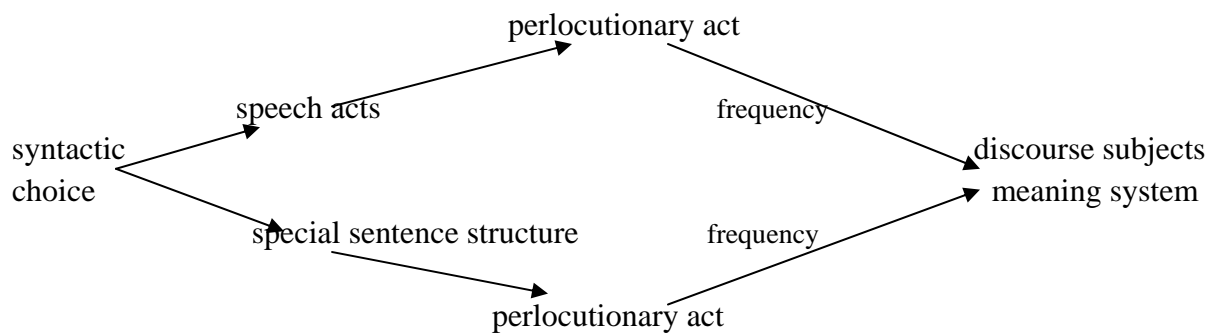 perlocutionary act
speech acts
frequency
syntactic
choice
discourse subjects
meaning system
special sentence structure
frequency
perlocutionary act